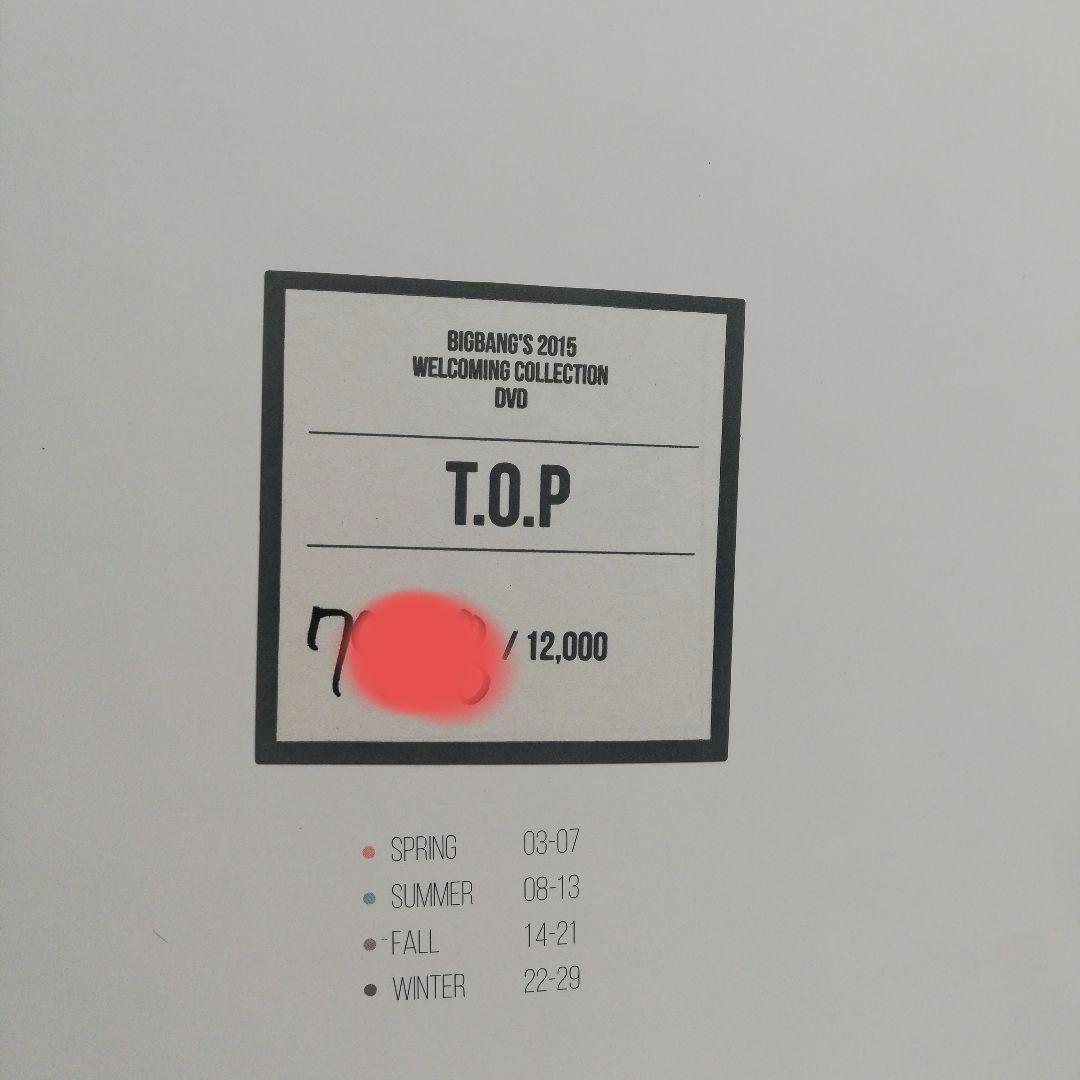 BIGBANG'S 2015
WELCOMING COLLECTION
DVD
T.O.P
7 / 12,000
SPRING 03-07
SUMMER 08-13
FALL 14-21
WINTER 22-29